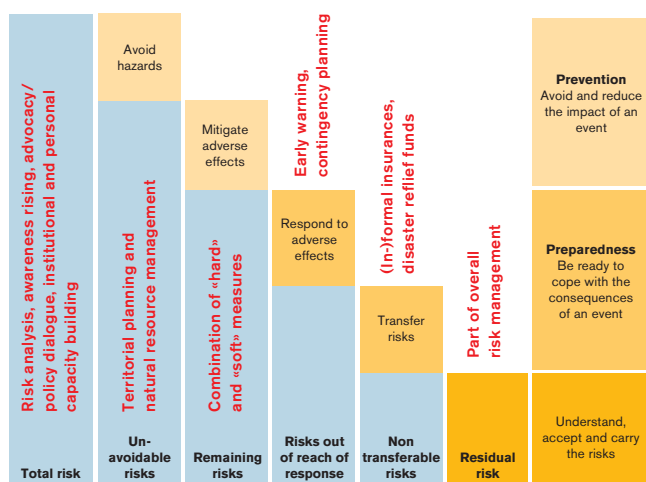 Risk analysis, awareness rising, advocacy/
policy dialogue, institutional and personal
capacity building
Total risk
Avoid
hazards
Territorial planning and
natural resource management
Un-
avoidable
risks
Mitigate
adverse
effects
Combination of «hard»
and «soft» measures
Remaining
risks
Early warning,
contingency planning
Respond to
adverse
effects
Risks out
of reach of
response
(In-)formal insurances,
disaster reflief funds
Transfer
risks
Non
transferable
risks
Part of overall
risk management
Residual
risk
Prevention
Avoid and reduce
the impact of an
event
Preparedness
Be ready to
cope with the
consequences
of an event
Understand,
accept and carry
the risks